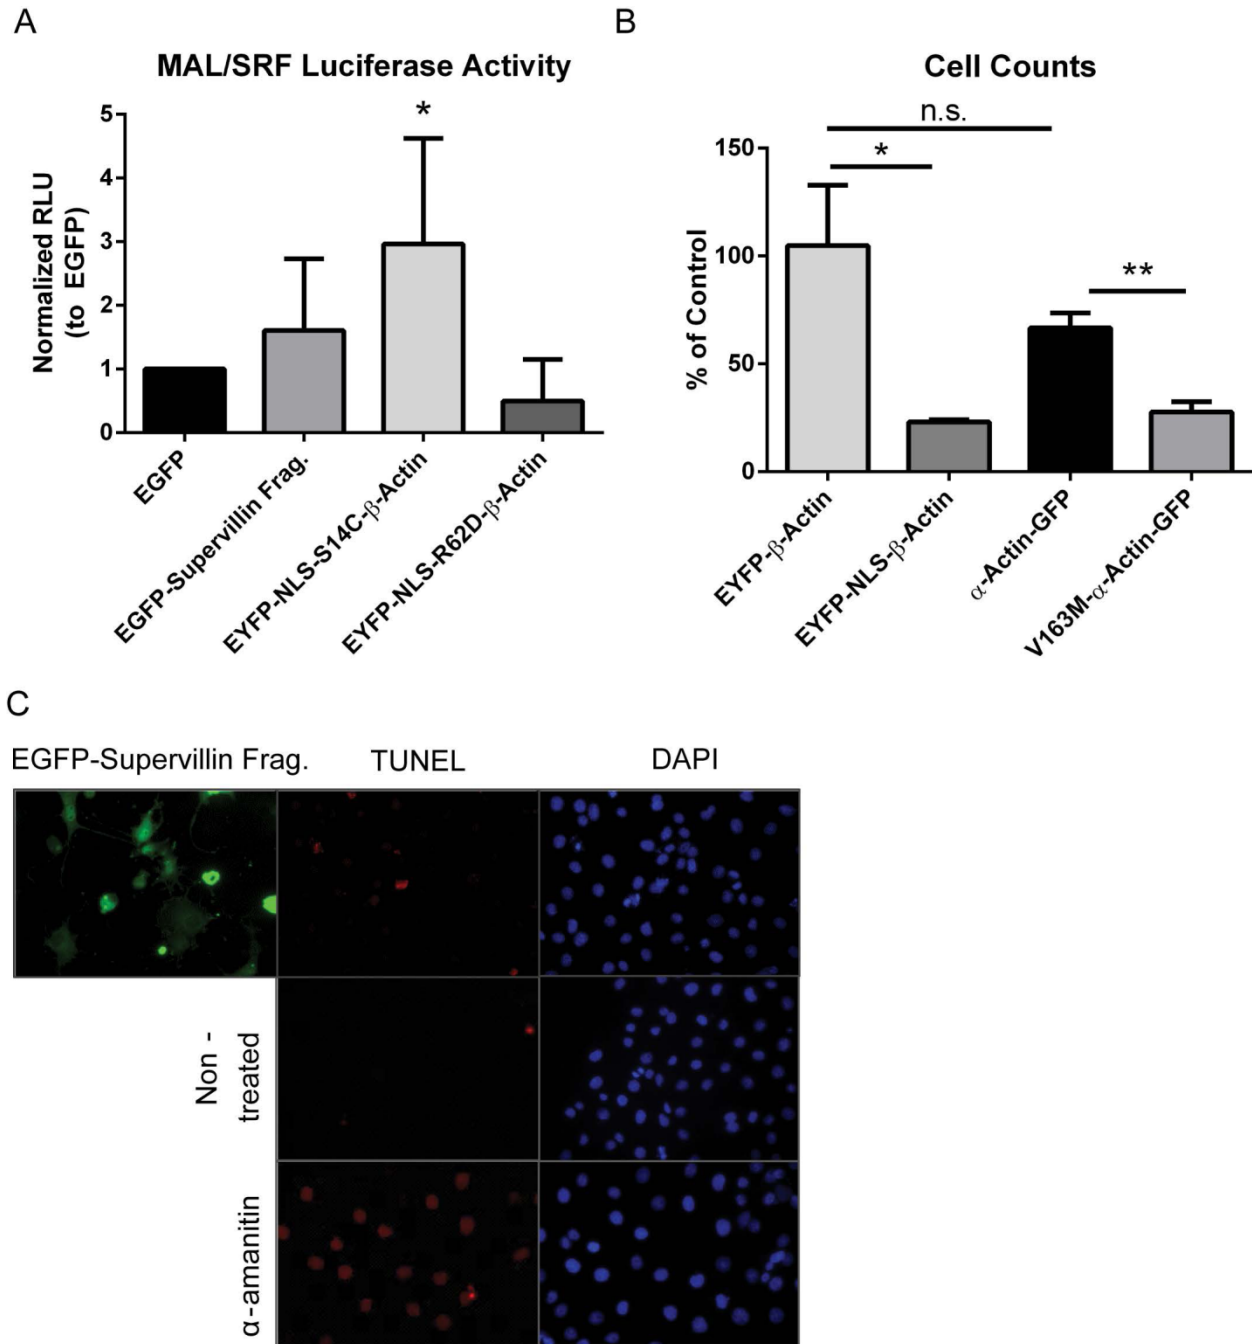 A
MAL/SRF Luciferase Activity
Normalized RLU
(to EGFP)
5
4
3
2
1
0
*
EGFP
EGFP-Supervillin Frag.
EYFP-NLS-S14C-β-Actin
EYFP-NLS-R62D-β-Actin
B
Cell Counts
% of Control
150
100
50
0
n.s.
*
**
EYFP-β-Actin
EYFP-NLS-β-Actin
α-Actin-GFP
V163M-α-Actin-GFP
C
EGFP-Supervillin Frag. TUNEL DAPI
Non -
treated
α-amanitin